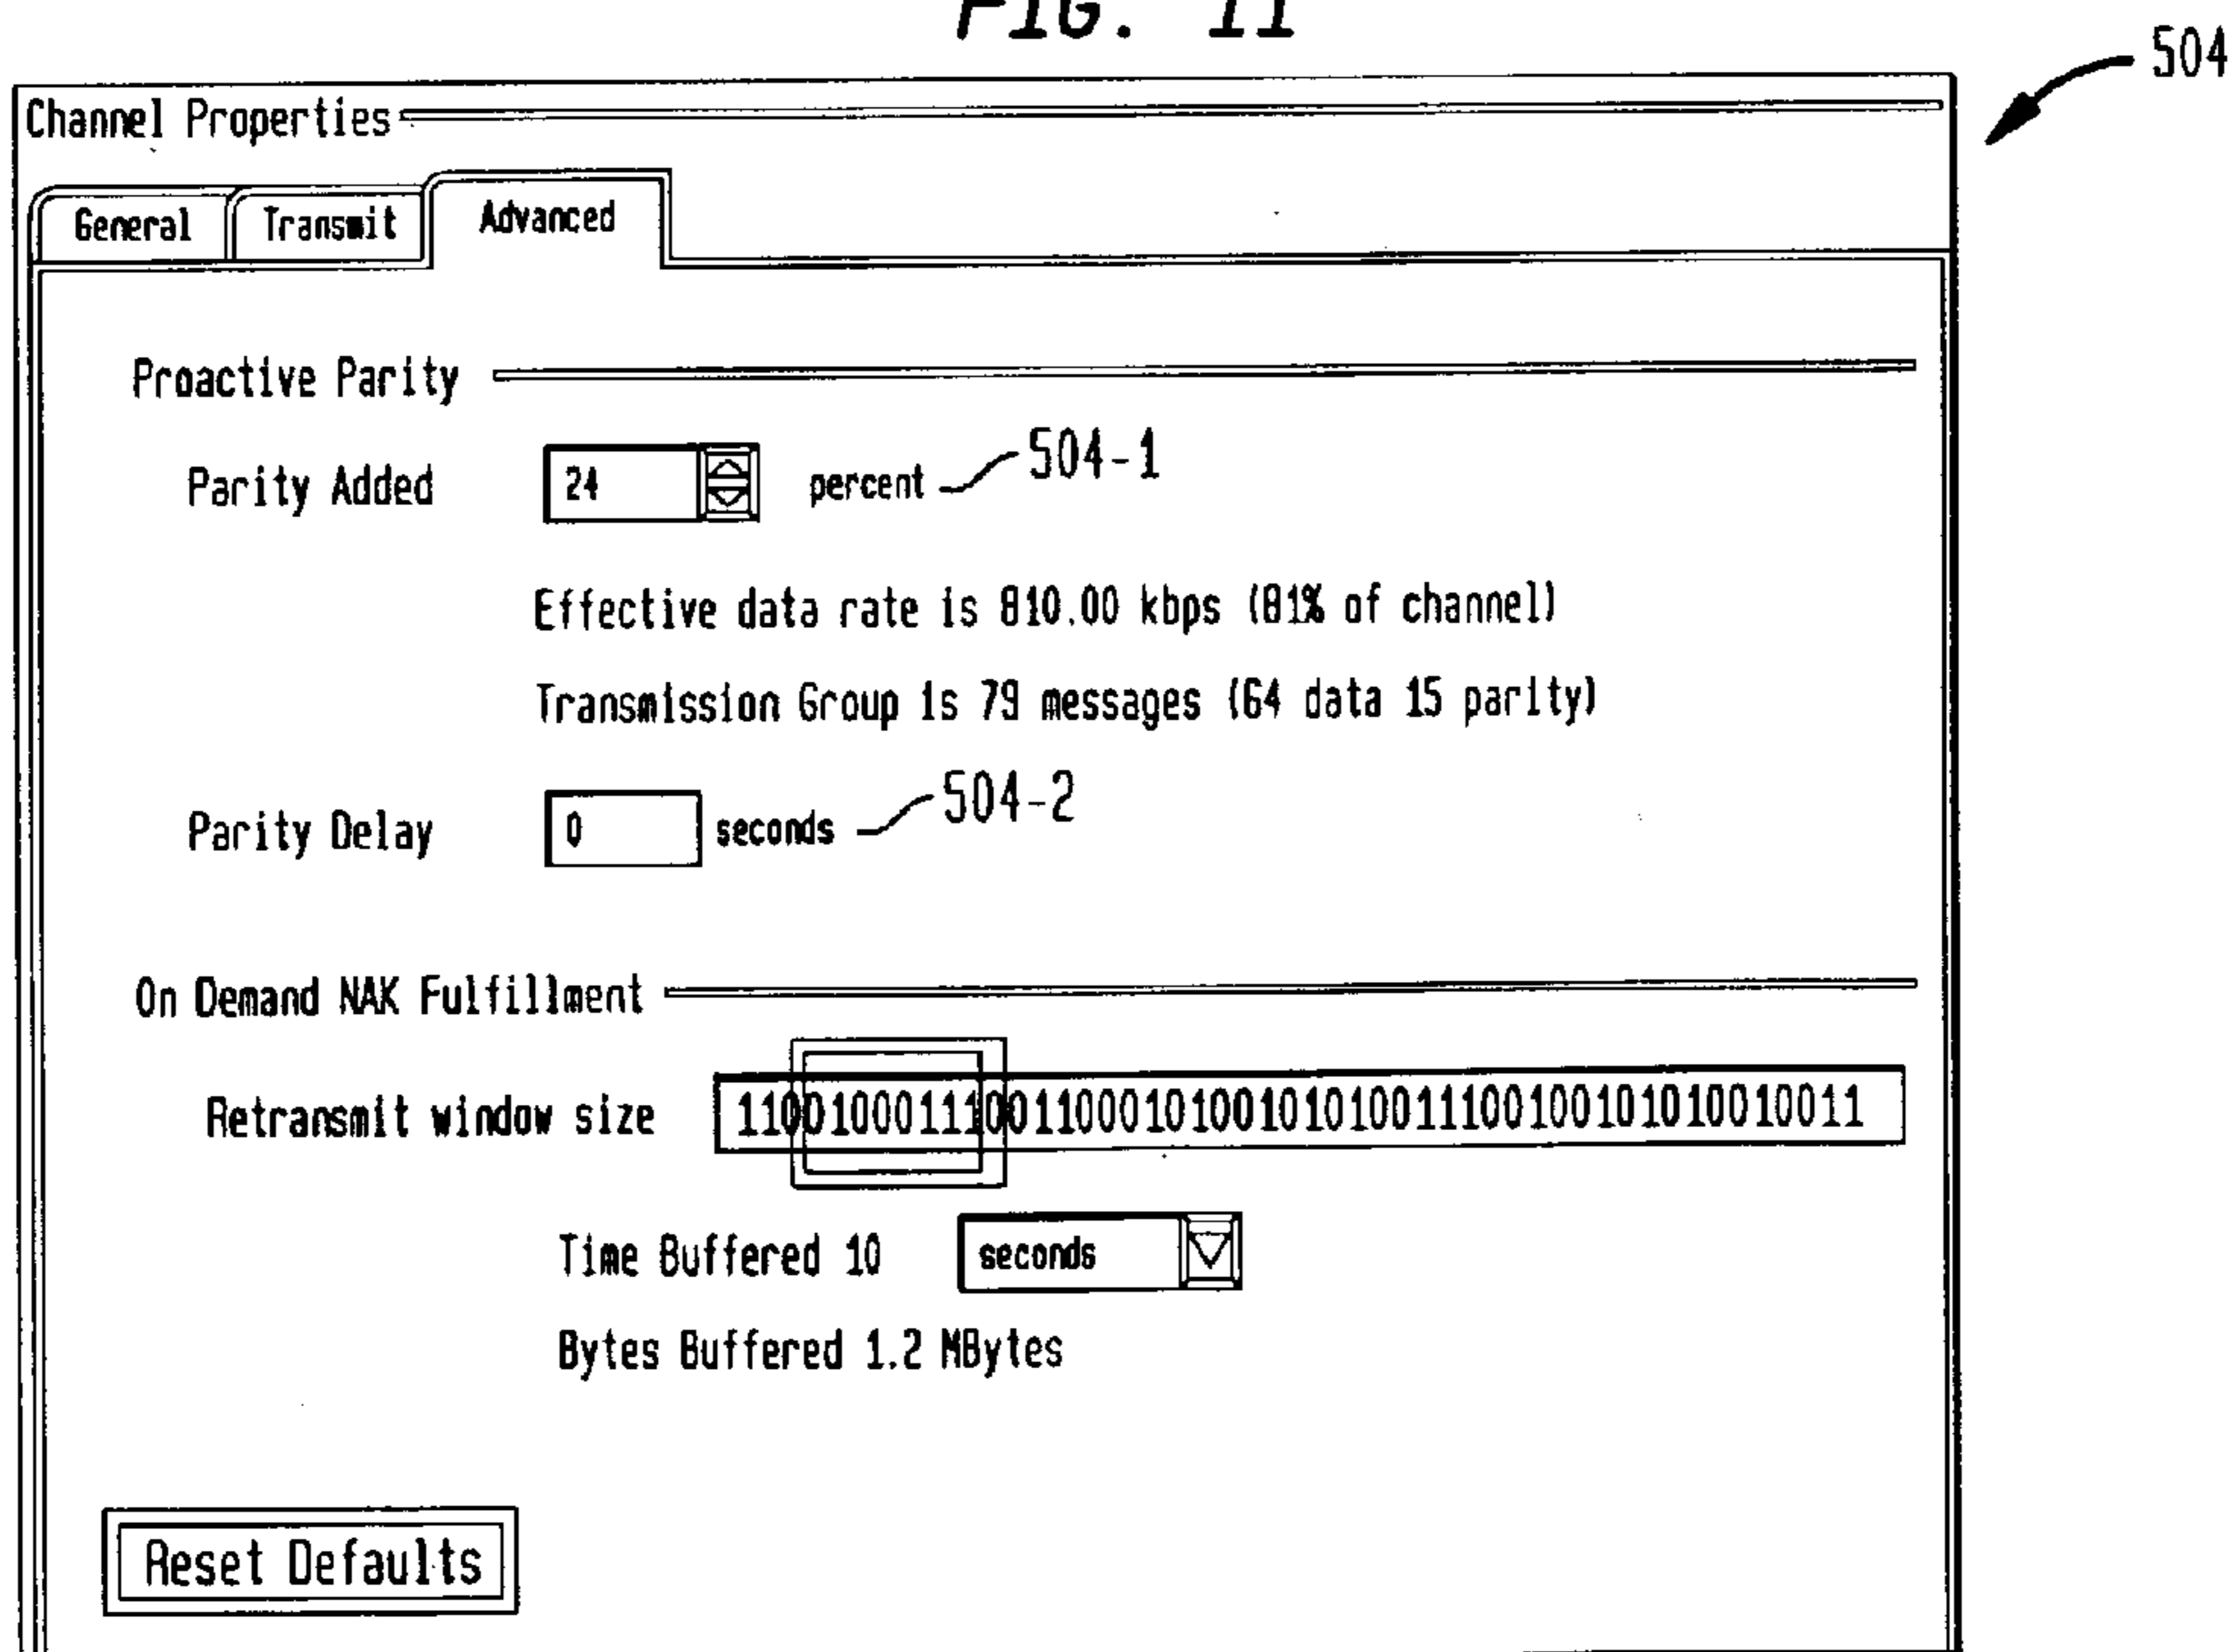 FIG. 11
504
Channel Properties
General Transmit Advanced
Proactive Parity
Parity Added 24 percent 504-1
Effective data rate is 810.00 kbps (81% of channel)
Transmission Group is 79 messages (64 data 15 parity)
Parity Delay 0 seconds 504-2
On Demand NAK Fulfillment
Retransmit window size 11001000111001100010100101010011100100101010010011
Time Buffered 10 seconds
Bytes Buffered 1.2 MBytes
Reset Defaults